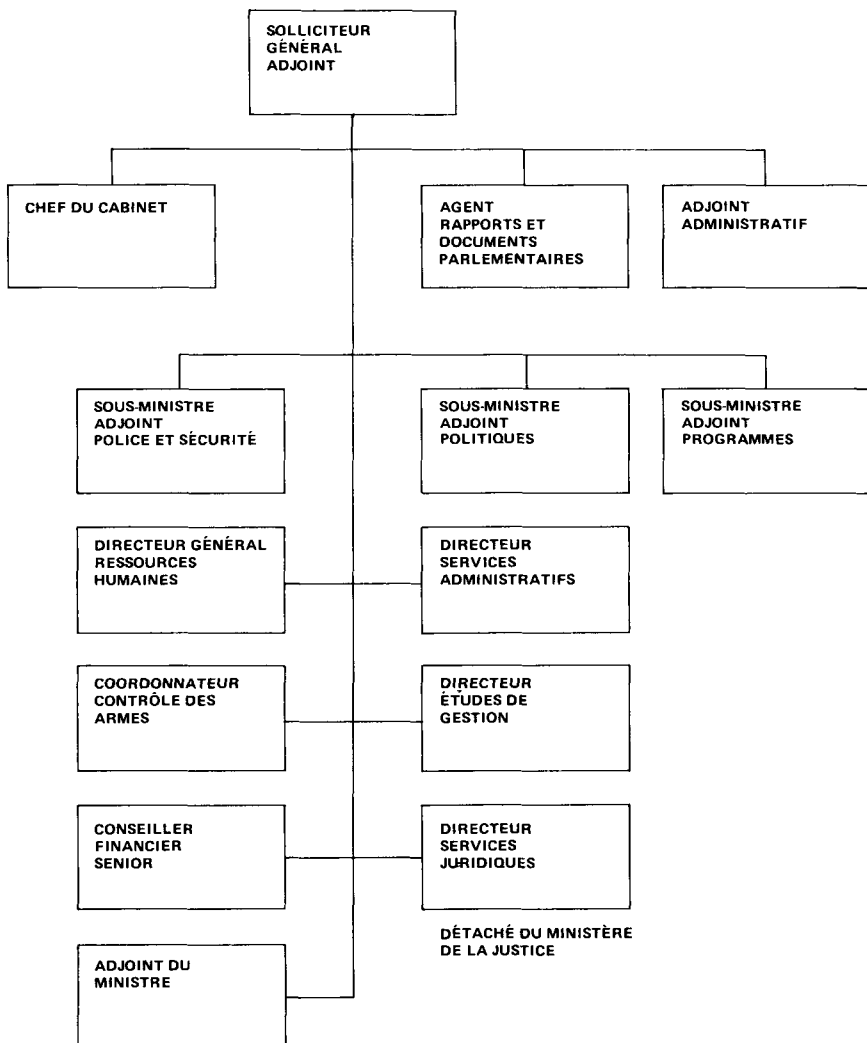 SOLLICITEUR
GÉNÉRAL
ADJOINT
CHEF DU CABINET
AGENT
RAPPORTS ET
DOCUMENTS
PARLEMENTAIRES
ADJOINT
ADMINISTRATIF
SOUS-MINISTRE
ADJOINT
POLICE ET SÉCURITÉ
SOUS-MINISTRE
ADJOINT
POLITIQUES
SOUS-MINISTRE
ADJOINT
PROGRAMMES
DIRECTEUR GÉNÉRAL
RESSOURCES
HUMAINES
DIRECTEUR
SERVICES
ADMINISTRATIFS
COORDONNATEUR
CONTRÔLE DES
ARMES
DIRECTEUR
ÉTUDES DE
GESTION
CONSEILLER
FINANCIER
SENIOR
DIRECTEUR
SERVICES
JURIDIQUES
DÉTACHÉ DU MINISTÈRE
DE LA JUSTICE
ADJOINT DU
MINISTRE